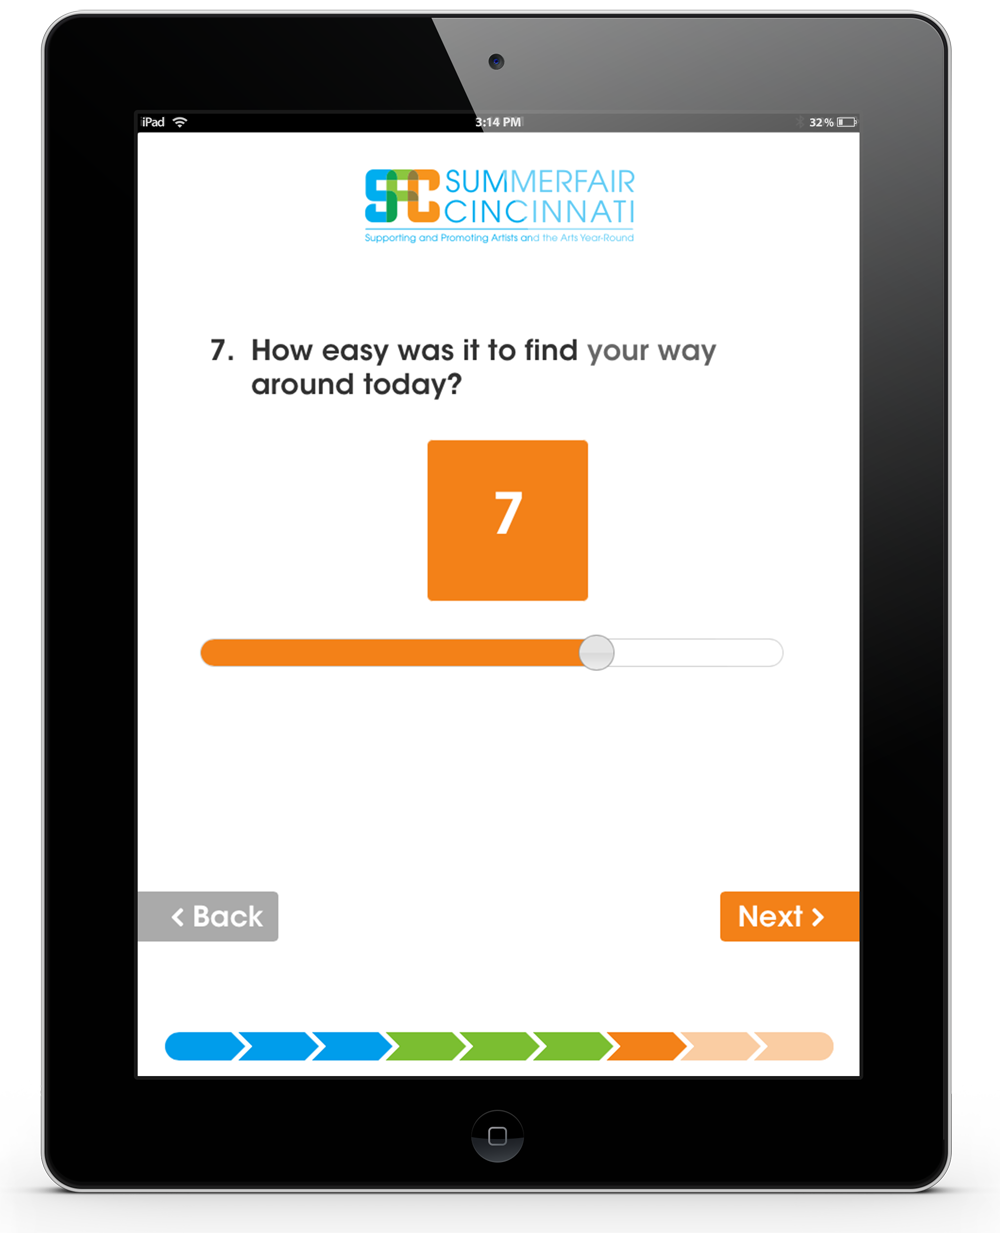 iPad 3:14 PM 32%
SFC SUMMERFAIR
CINCINNATI
Supporting and Promoting Artists and the Arts Year-Round
7. How easy was it to find your way
around today?
7
< Back Next >